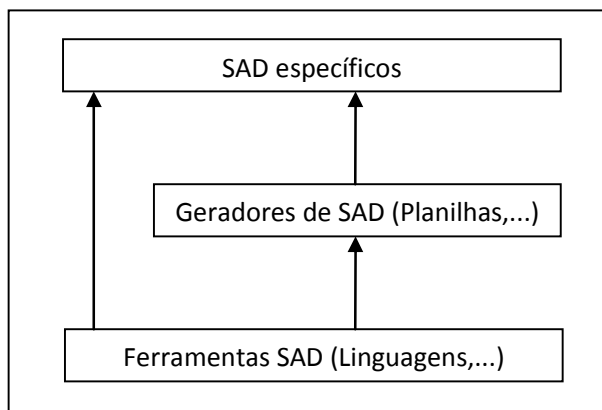 SAD específicos
Geradores de SAD (Planilhas,...)
Ferramentas SAD (Linguagens,...)